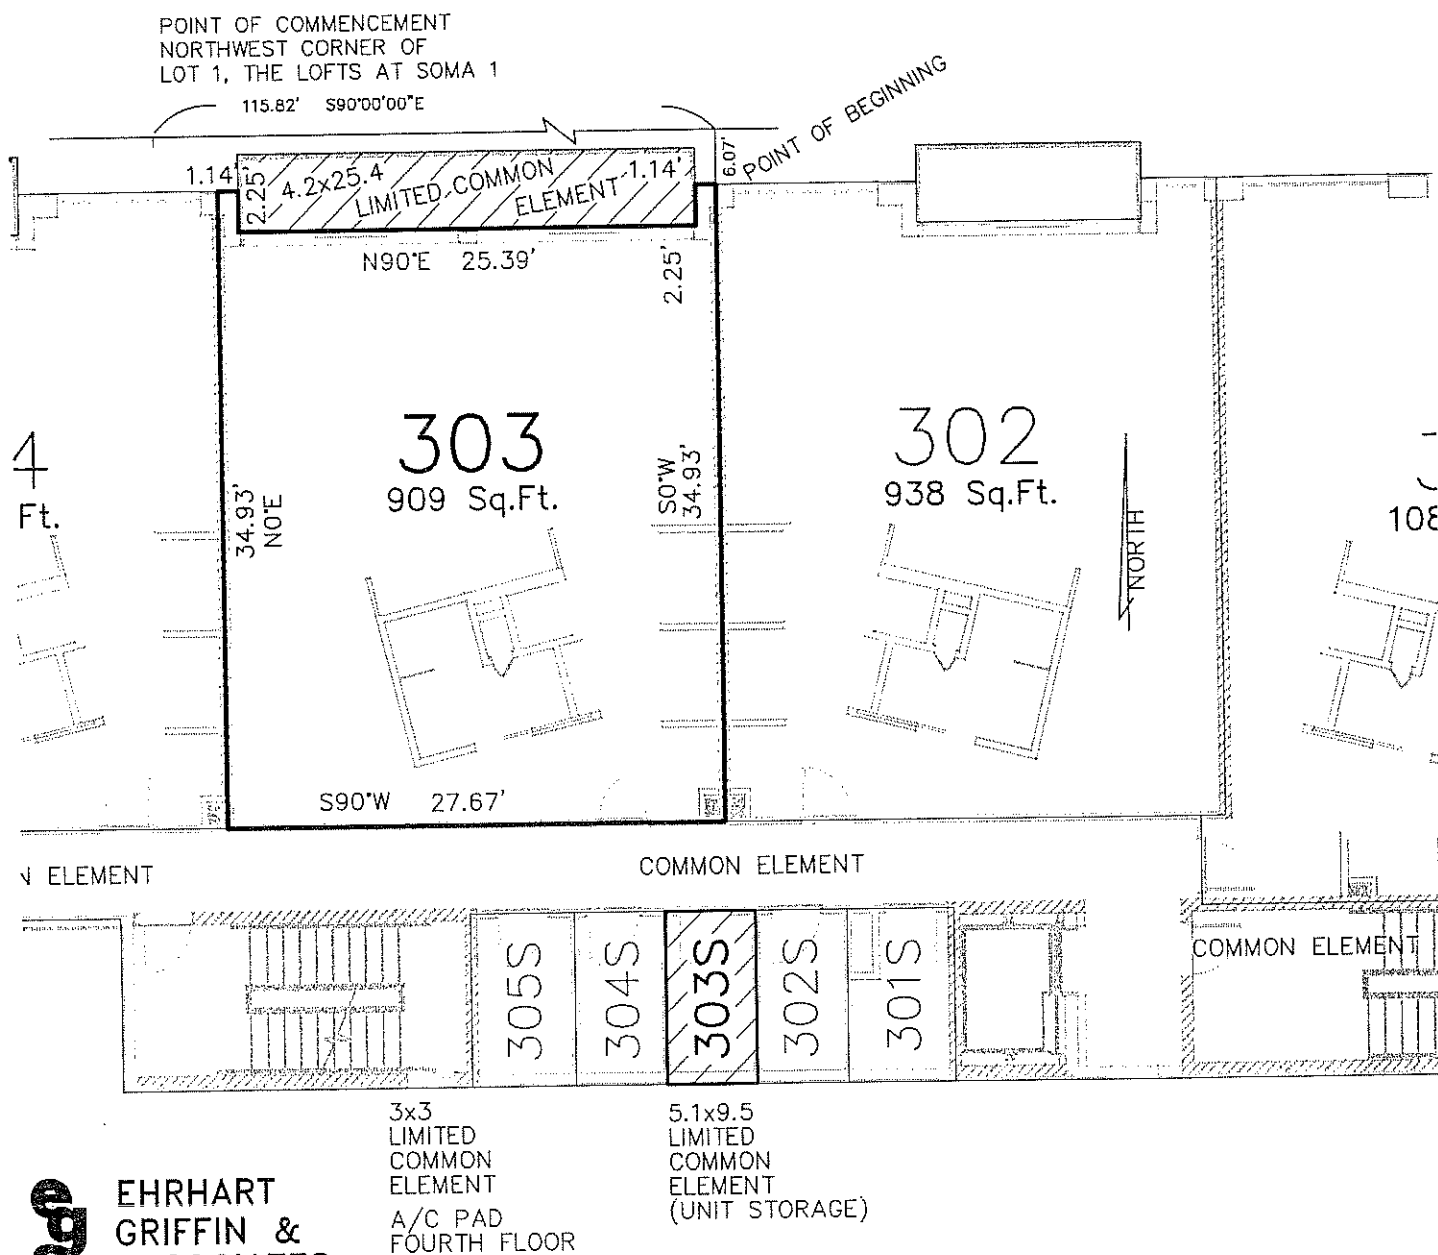 POINT OF COMMENCEMENT
NORTHWEST CORNER OF
LOT 1, THE LOFTS AT SOMA 1
115.82' S90°00'00"E
POINT OF BEGINNING
6.07'
1.14'
2.25'
4.2x25.4
LIMITED COMMON
ELEMENT
1.14'
N90°E 25.39'
2.25'
303
909 Sq.Ft.
302
938 Sq.Ft.
4
Ft.
108
34.93'
N0°E
S0°W
34.93'
NORTH
S90°W 27.67'
ELEMENT
COMMON ELEMENT
COMMON ELEMENT
305S
304S
303S
302S
301S
3x3
LIMITED
COMMON
ELEMENT
A/C PAD
FOURTH FLOOR
5.1x9.5
LIMITED
COMMON
ELEMENT
(UNIT STORAGE)
eg
EHRHART
GRIFFIN &